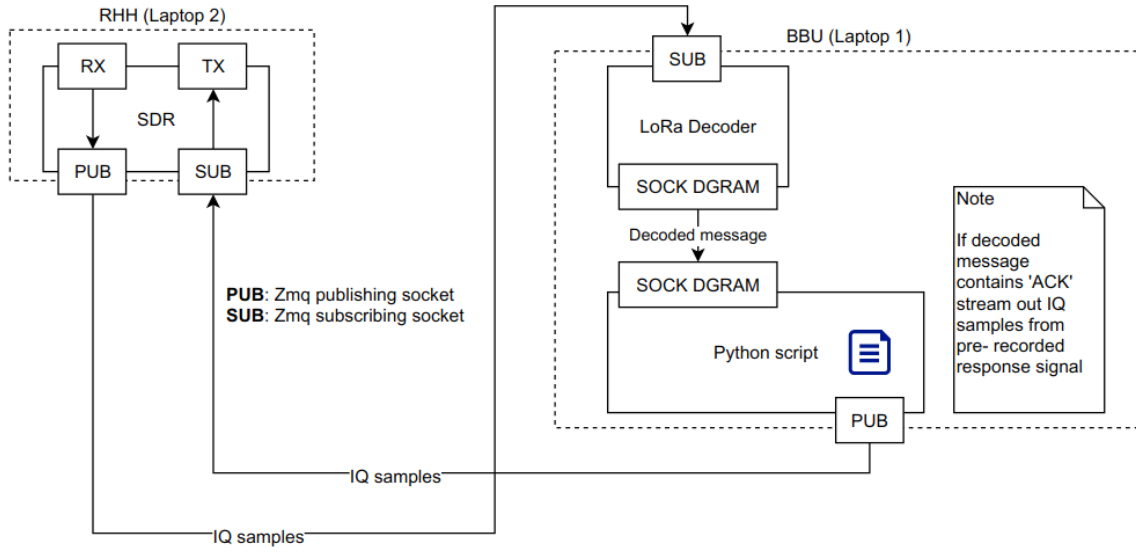 RHH (Laptop 2)
RX
TX
SDR
PUB
SUB
BBU (Laptop 1)
SUB
LoRa Decoder
SOCK DGRAM
Decoded message
SOCK DGRAM
Python script
PUB
Note
If decoded
message
contains 'ACK'
stream out IQ
samples from
pre- recorded
response signal
PUB: Zmq publishing socket
SUB: Zmq subscribing socket
IQ samples
IQ samples